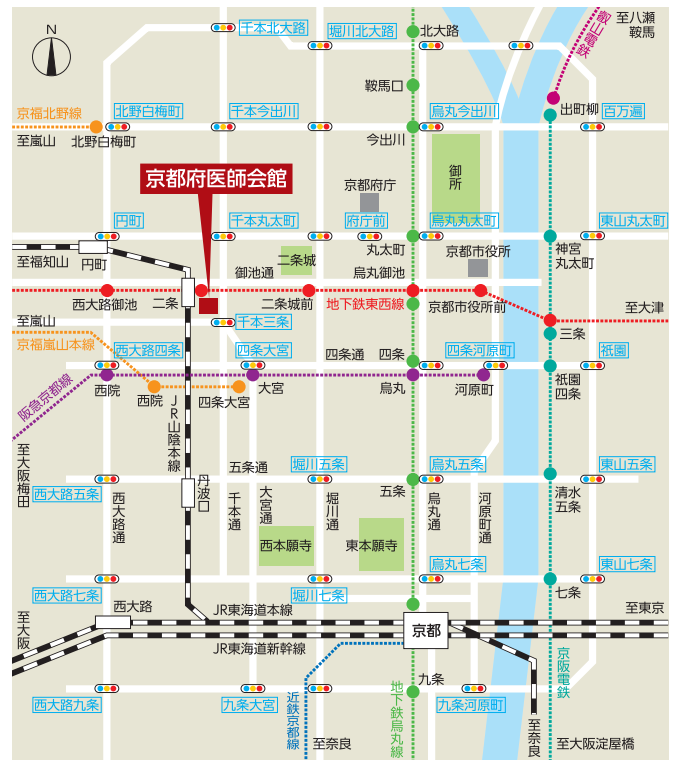 N
千本北大路
堀川北大路
北大路
叡山電鉄
至八瀬
鞍馬
鞍馬口
京福北野線
北野白梅町
千本今出川
烏丸今出川
出町柳
百万遍
至嵐山
北野白梅町
今出川
京都府医師会館
京都府庁
御所
円町
千本丸太町
府庁前
烏丸丸太町
東山丸太町
丸太町
京都市役所
神宮
丸太町
至福知山
円町
二条城
御池通
烏丸御池
西大路御池
二条
二条城前
地下鉄東西線
京都市役所前
至大津
至嵐山
千本三条
三条
京福嵐山本線
西大路四条
四条大宮
四条通
四条
四条河原町
祇園
阪急京都線
西院
西院
四条大宮
大宮
烏丸
河原町
祇園
四条
JR山陰本線
至大阪梅田
五条通
堀川五条
烏丸五条
東山五条
西大路五条
西大路通
丹波口
千本通
大宮通
堀川通
五条
烏丸通
河原町通
清水
五条
西本願寺
東本願寺
西大路七条
堀川七条
烏丸七条
東山七条
七条
西大路
JR東海道本線
至東京
至大阪
京都
JR東海道新幹線
京阪電鉄
西大路九条
九条大宮
近鉄京都線
至奈良
地下鉄烏丸線
九条
九条河原町
至奈良
至大阪淀屋橋